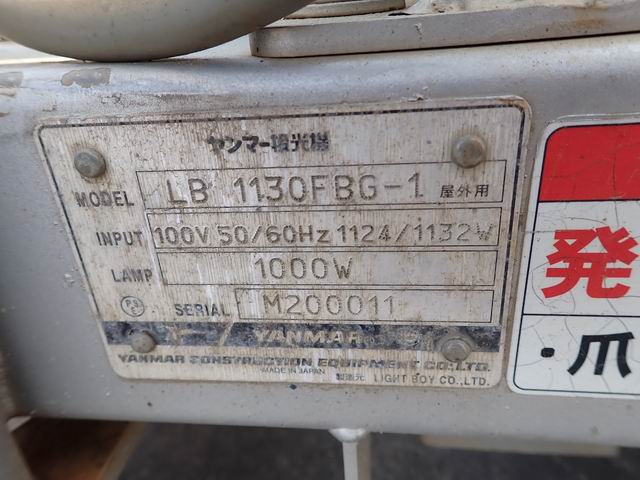 ヤンマー投光機
MODEL LB 1130FBG-1 屋外用
INPUT 100V 50/60Hz 1124/1132W
LAMP 1000W
SERIAL M200011
YANMAR
YANMAR CONSTRUCTION EQUIPMENT CO.,LTD.
MADE IN JAPAN
製造元 LIGHT BOY CO.,LTD.
発
・爪